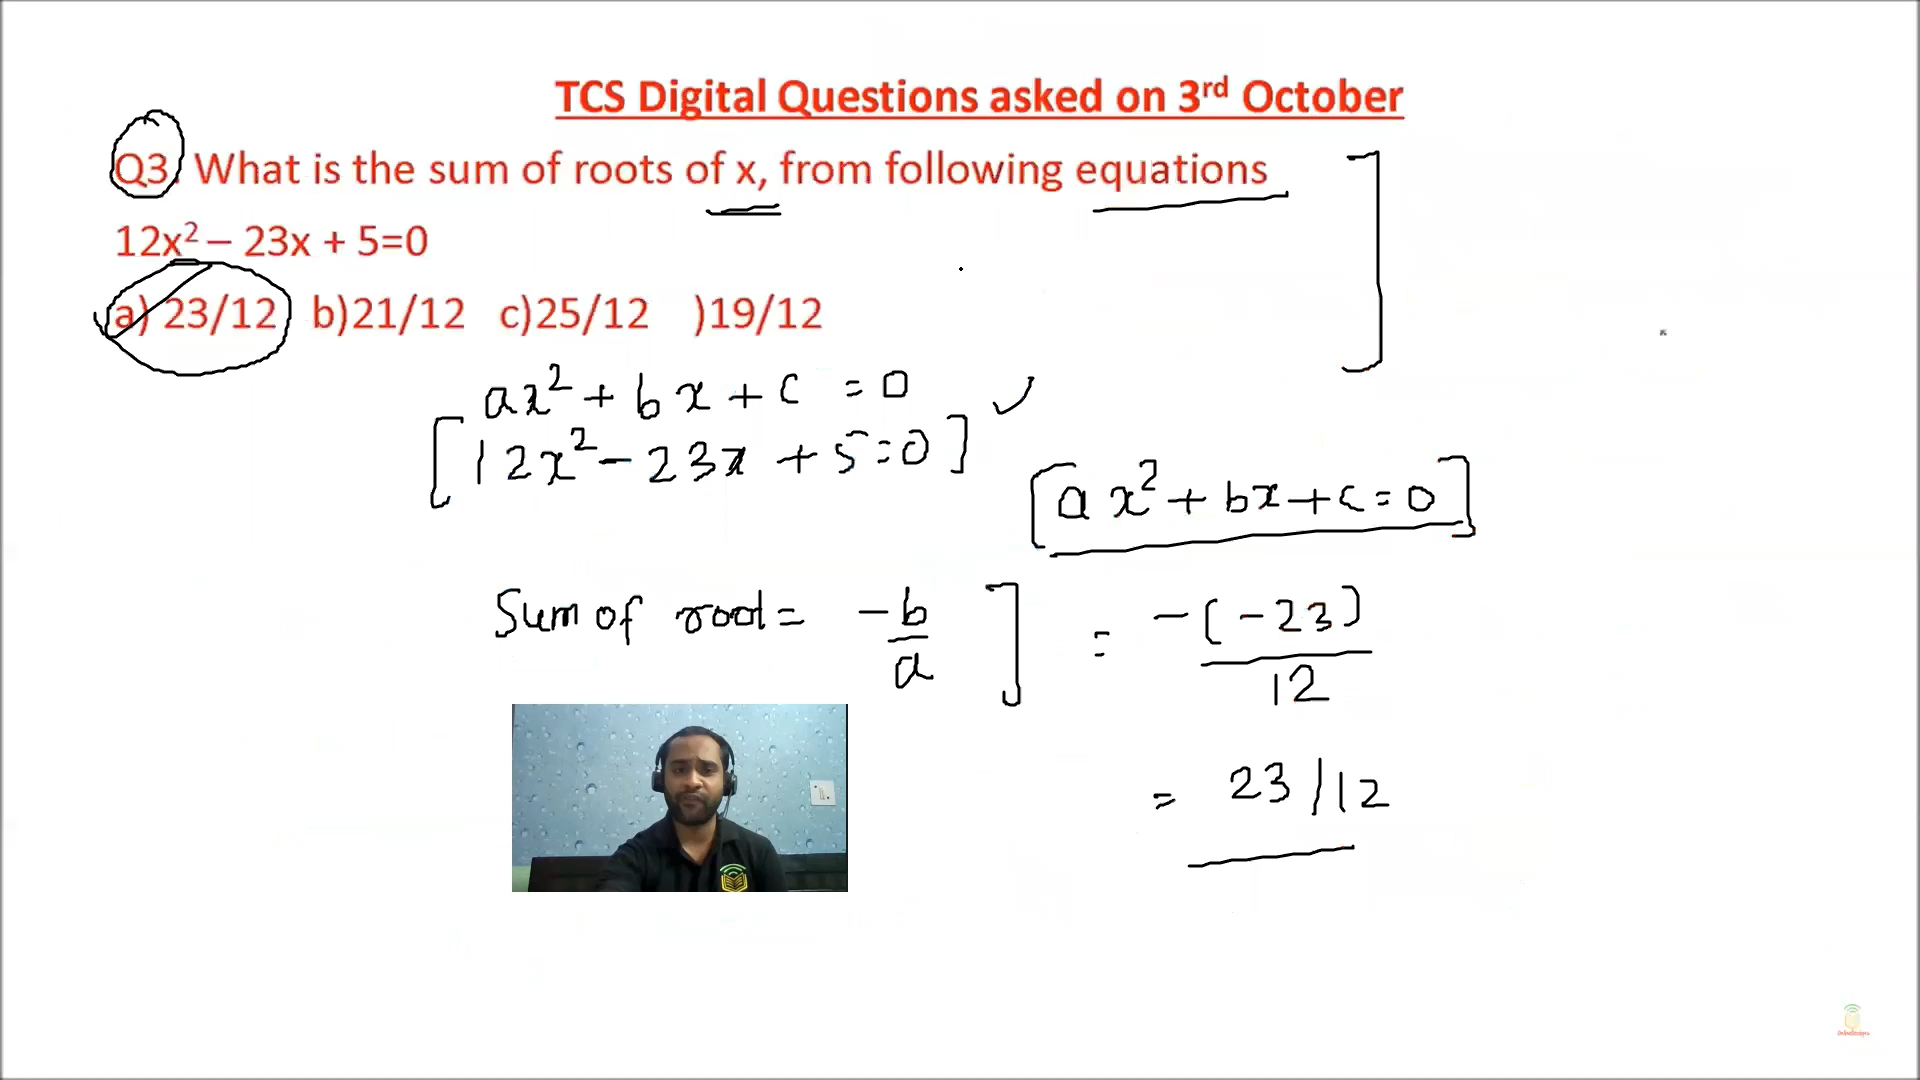 TCS Digital Questions asked on 3rd October
Q3. What is the sum of roots of x, from following equations
12x² – 23x + 5=0
a) 23/12 b)21/12 c)25/12 )19/12
ax² + bx + c = 0
[12x² – 23x + 5 = 0]
[ax² + bx + c = 0]
Sum of root = -b/a ] = -(-23)/12
= 23/12